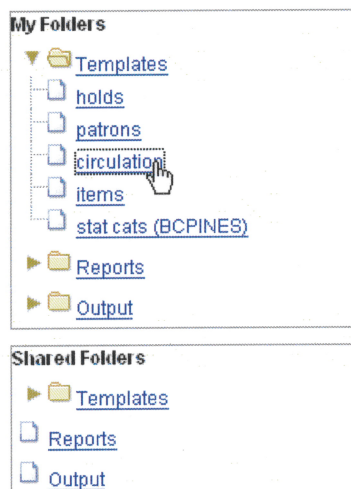 My Folders
Templates
holds
patrons
circulation
items
stat cats (BCPINES)
Reports
Output
Shared Folders
Templates
Reports
Output